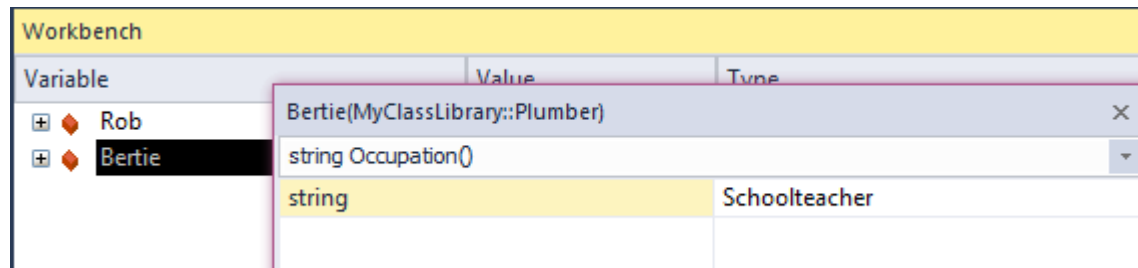 Workbench
Variable Value Type
Rob
Bertie
Bertie(MyClassLibrary::Plumber)
string Occupation()
string Schoolteacher